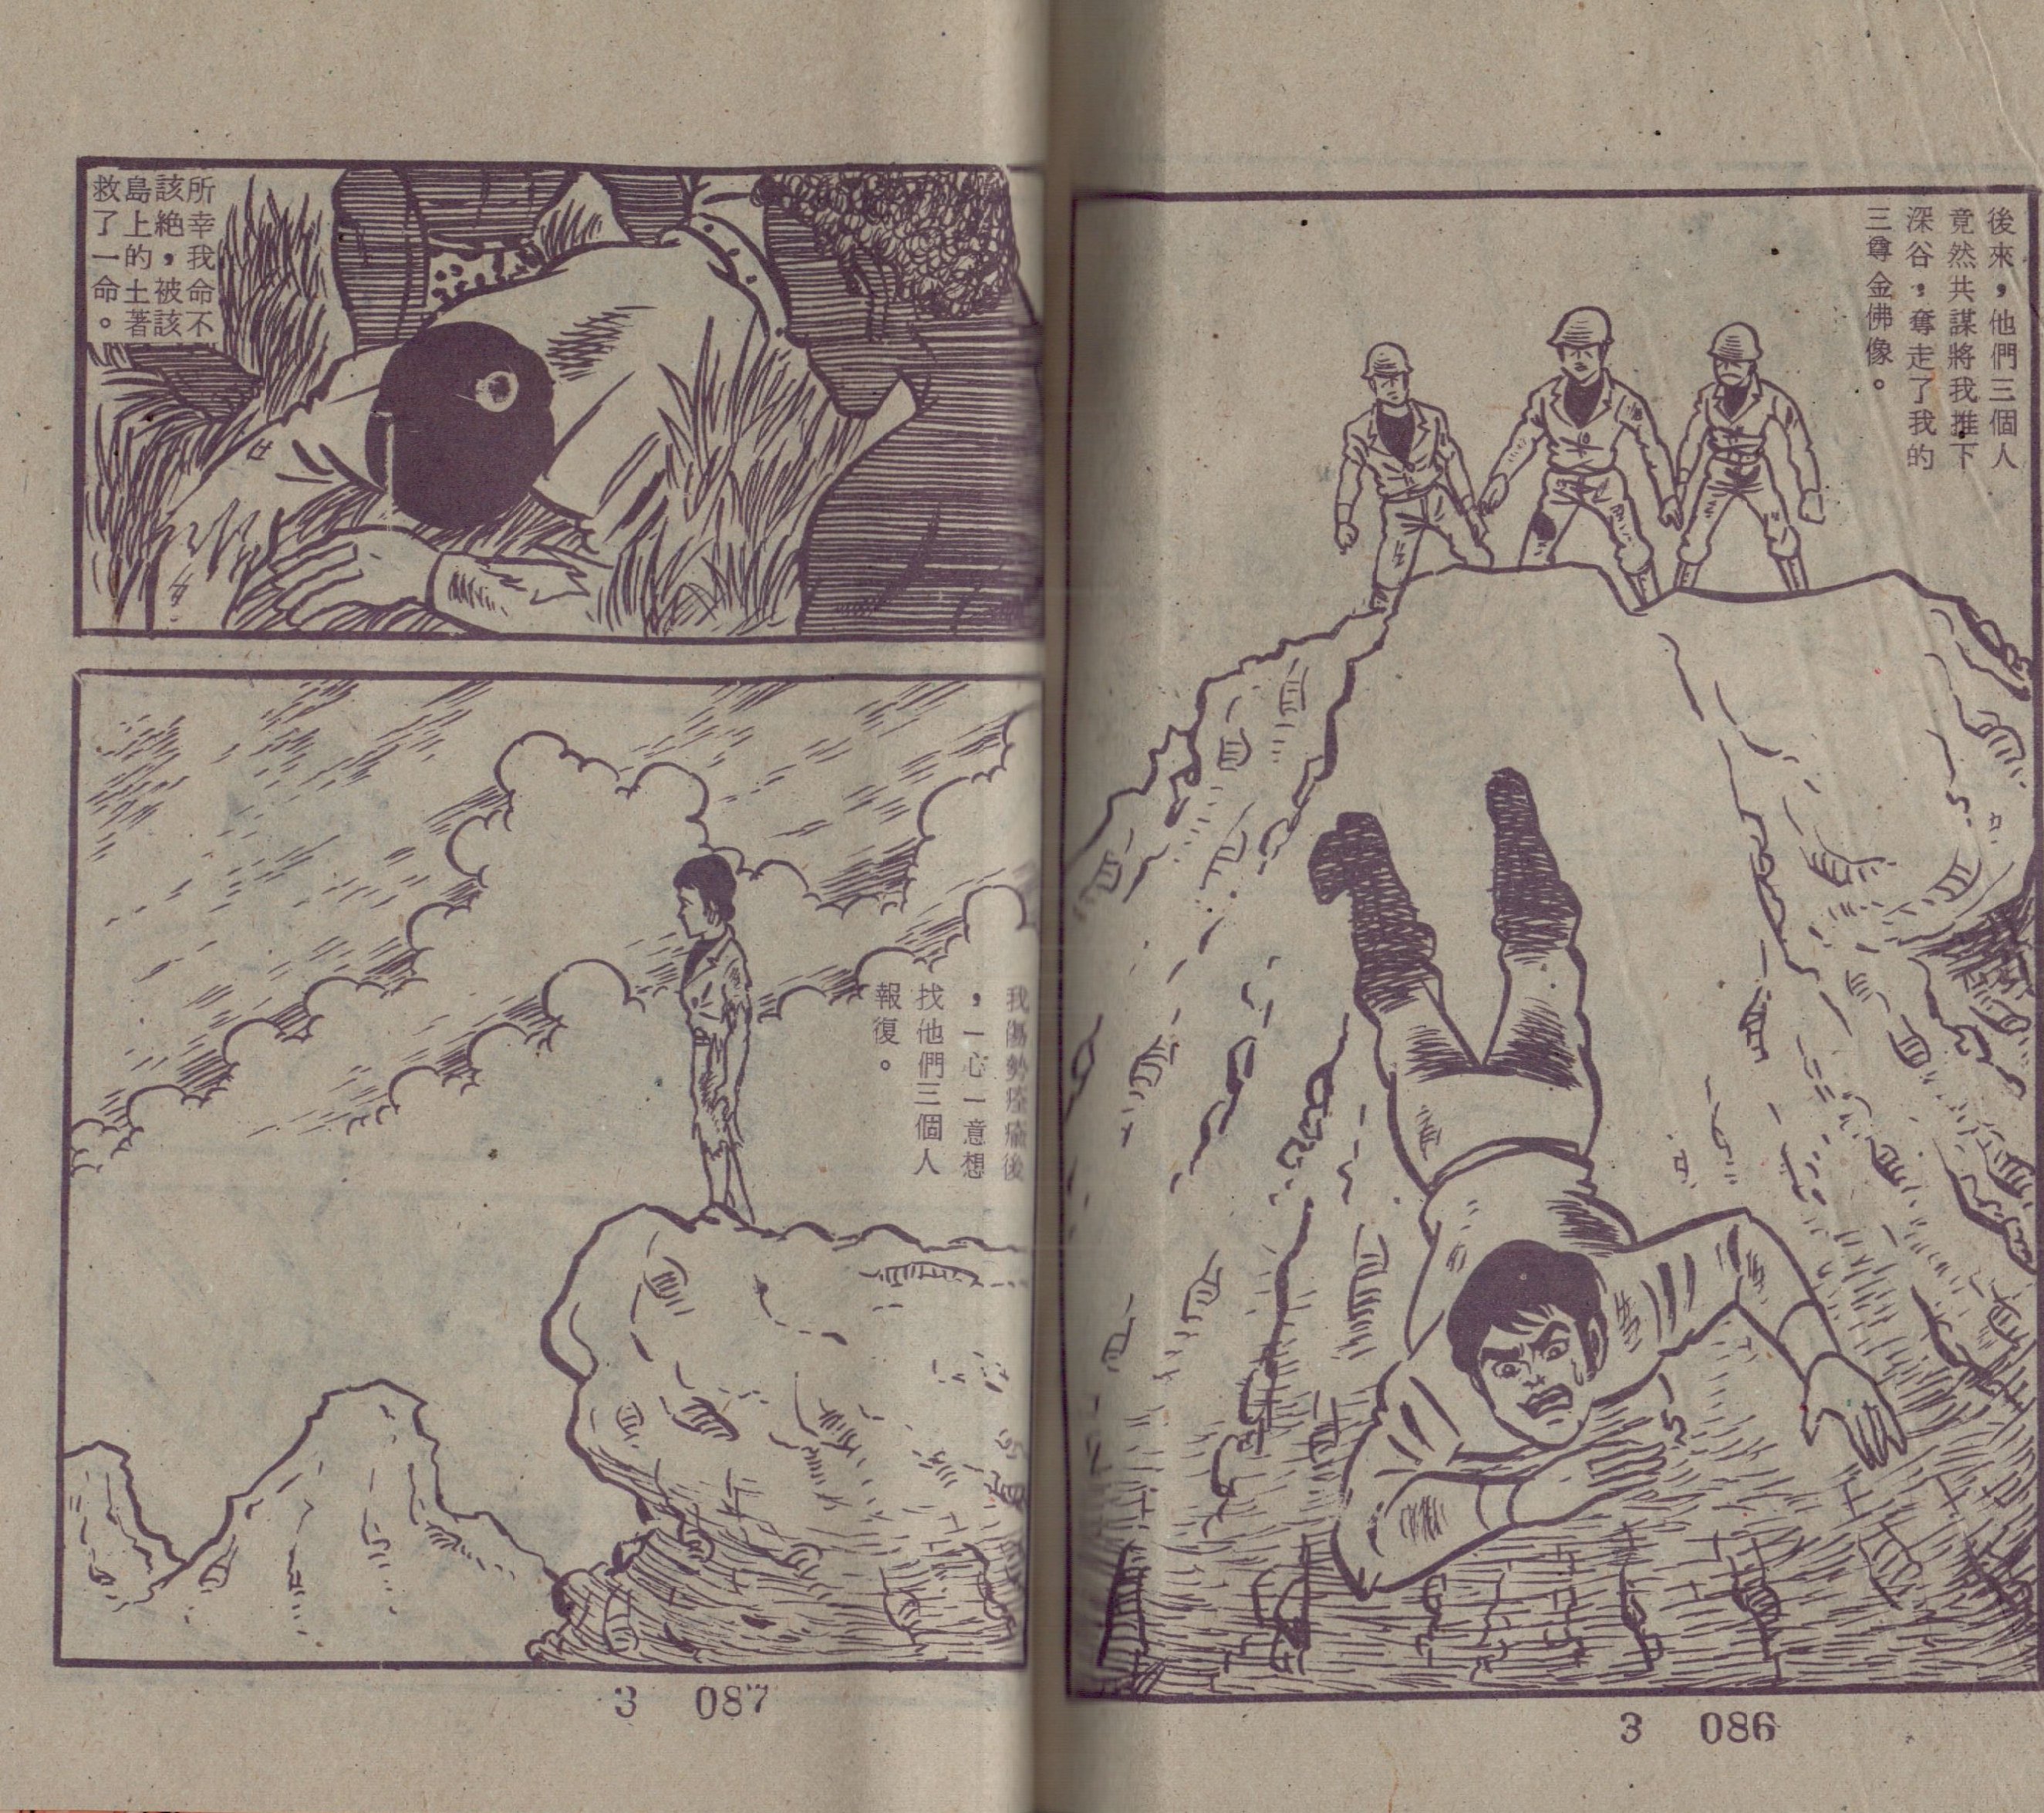 後來，他們三個人
竟然共謀將我推下
深谷，奪走了我的
三尊金佛像。
3 086
所幸我命不
該絕，被該
島上的土著
救了一命。
我傷勢痊癒後
，一心一意想
找他們三個人
報復。
3 087